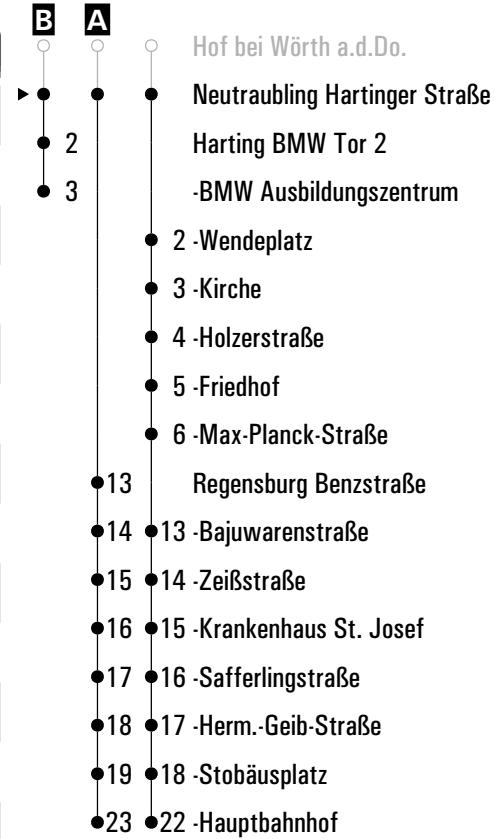 B A
Hof bei Wörth a.d.Do.
Neutraubling Hartinger Straße
2 Harting BMW Tor 2
3 -BMW Ausbildungszentrum
2 -Wendeplatz
3 -Kirche
4 -Holzerstraße
5 -Friedhof
6 -Max-Planck-Straße
13 Regensburg Benzstraße
14 13 -Bajuwarenstraße
15 14 -Zeißstraße
16 15 -Krankenhaus St. Josef
17 16 -Safferlingstraße
18 17 -Herm.-Geib-Straße
19 18 -Stobäusplatz
23 22 -Hauptbahnhof